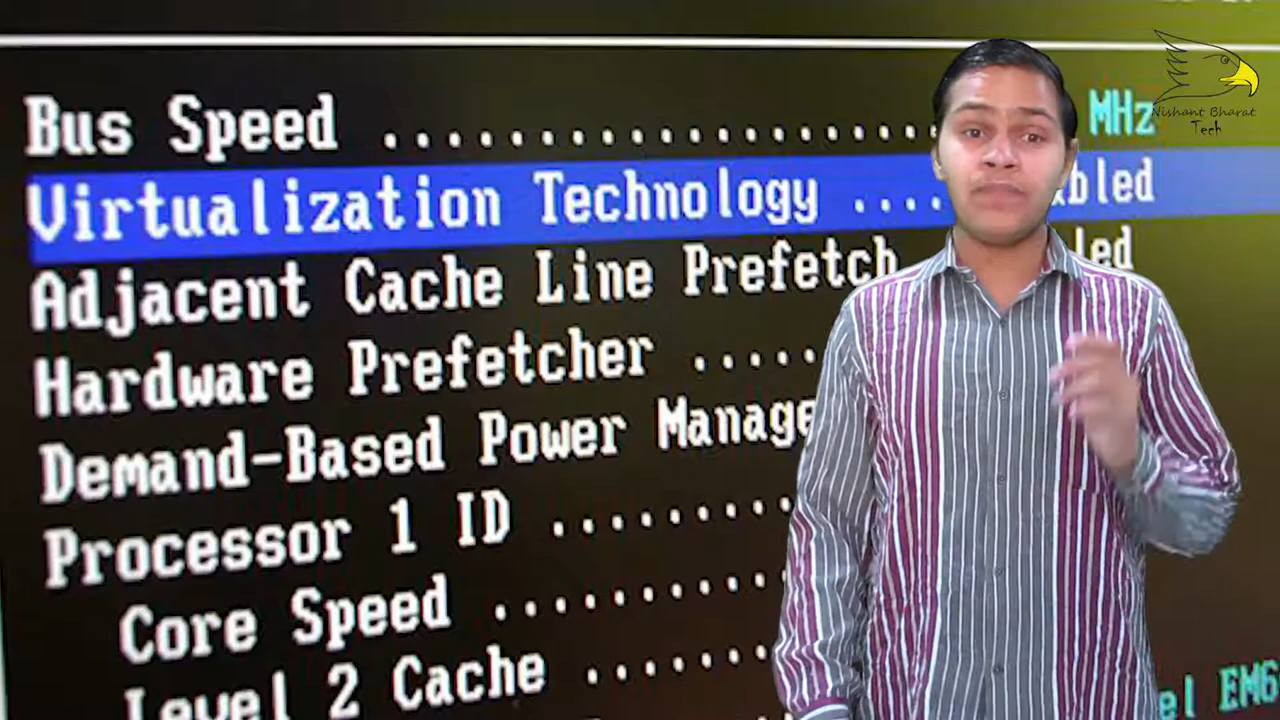 Bus Speed .................... MHz
Nishant Bharat
Tech
Virtualization Technology ....
Adjacent Cache Line Prefetch
Hardware Prefetcher .....
Demand-Based Power
Processor 1 ID .........
Core Speed ..........
Level 2 Cache .......